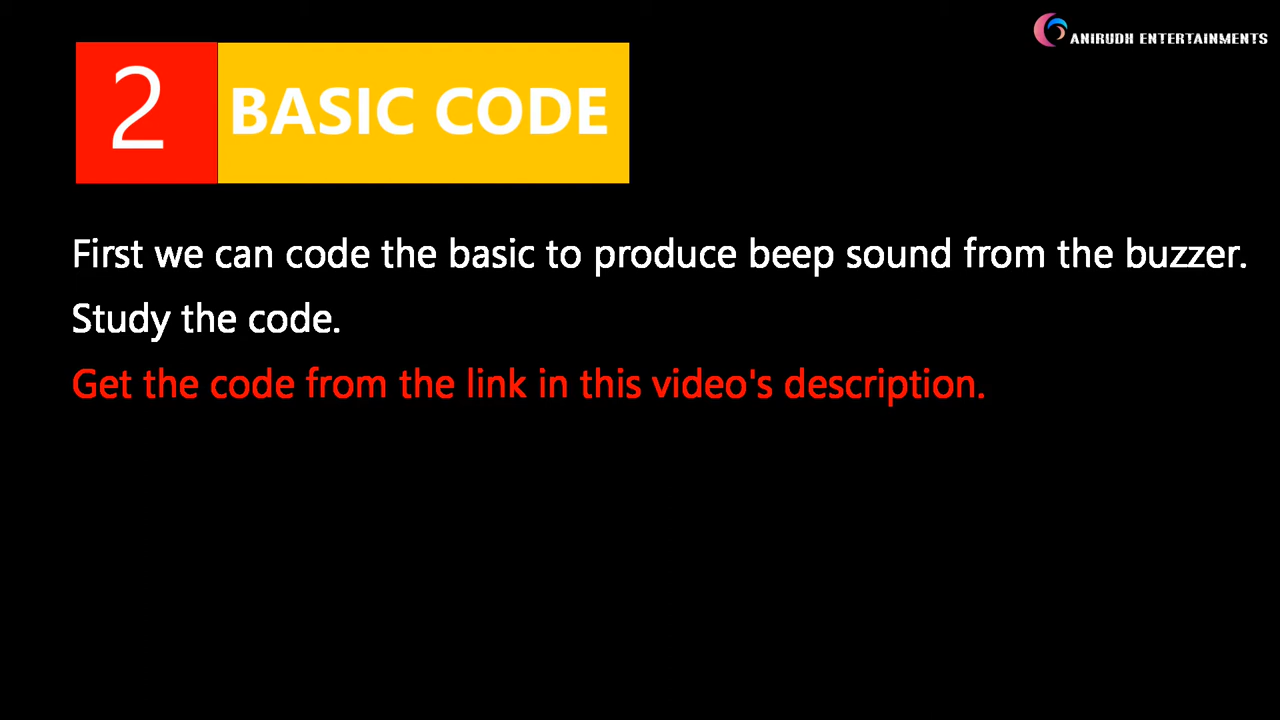 ANIRUDH ENTERTAINMENTS
2 BASIC CODE
First we can code the basic to produce beep sound from the buzzer.
Study the code.
Get the code from the link in this video's description.